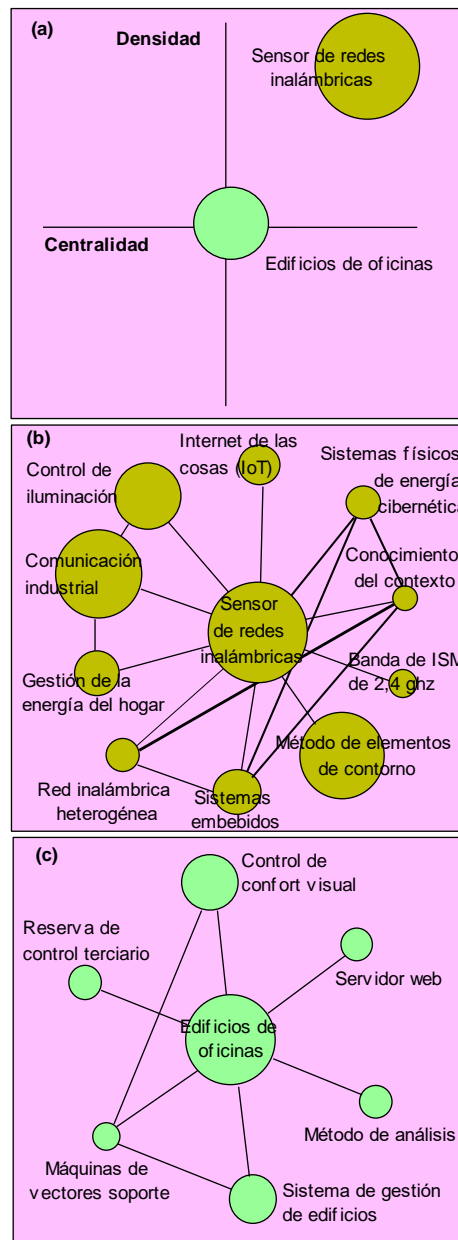 (a)
Densidad
Sensor de redes
inalámbricas
Centralidad
Edificios de oficinas
(b)
Internet de las
cosas (IoT)
Sistemas físicos
de energía
cibernética
Control de
iluminación
Comunicación
industrial
Conocimiento
del contexto
Sensor
de redes
inalámbricas
Banda de ISM
de 2,4 ghz
Gestión de la
energía del hogar
Método de elementos
de contorno
Red inalámbrica
heterogénea
Sistemas
embebidos
(c)
Control de
confort visual
Reserva de
control terciario
Servidor web
Edificios de
oficinas
Método de análisis
Máquinas de
vectores soporte
Sistema de gestión
de edificios